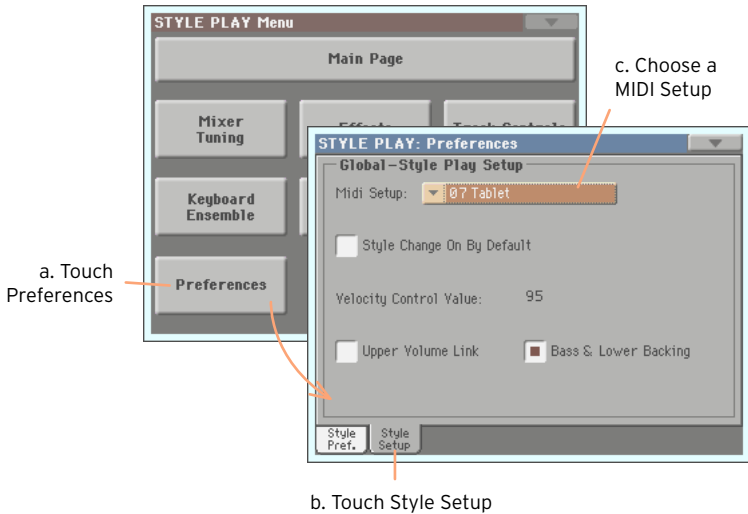 STYLE PLAY Menu
Main Page
c. Choose a
MIDI Setup
Mixer
Tuning
STYLE PLAY: Preferences
Global-Style Play Setup
Midi Setup: 07 Tablet
Keyboard
Ensemble
Style Change On By Default
a. Touch
Preferences
Preferences
Velocity Control Value: 95
Upper Volume Link
Bass & Lower Backing
Style
Pref.
Style
Setup
b. Touch Style Setup